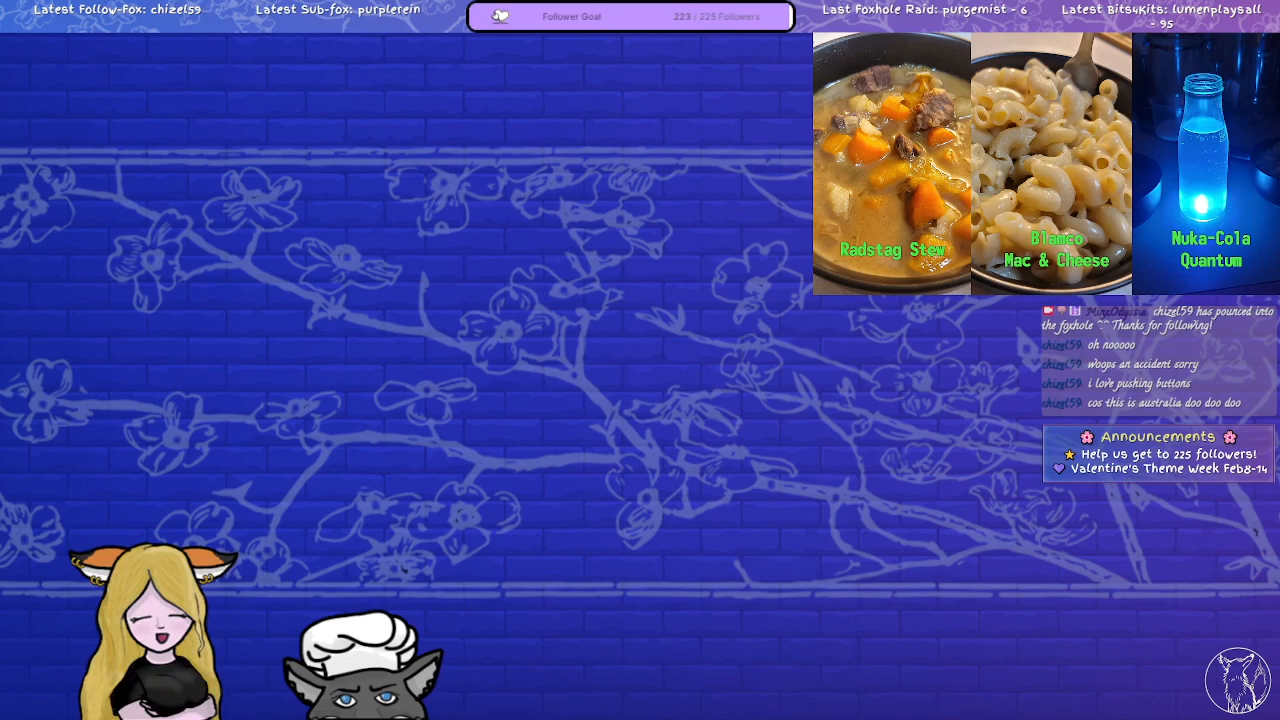 Latest Follow-Fox: chizel59
Latest Sub-fox: purplerein
Follower Goal
223 / 225 Followers
Last Foxhole Raid: purgemist - 6
Latest Bits4Kits: lumenplaysall
- 95
Radstag Stew
Blamco
Mac & Cheese
Nuka-Cola
Quantum
MinxOdyssia chizel59 has pounced into
the foxhole ^^ Thanks for following!
chizel59 oh nooooo
chizel59 woops an accident sorry
chizel59 i love pushing buttons
chizel59 cos this is australia doo doo doo
🌸 Announcements 🌸
⭐ Help us get to 225 followers!
💜 Valentine's Theme Week Feb8-14